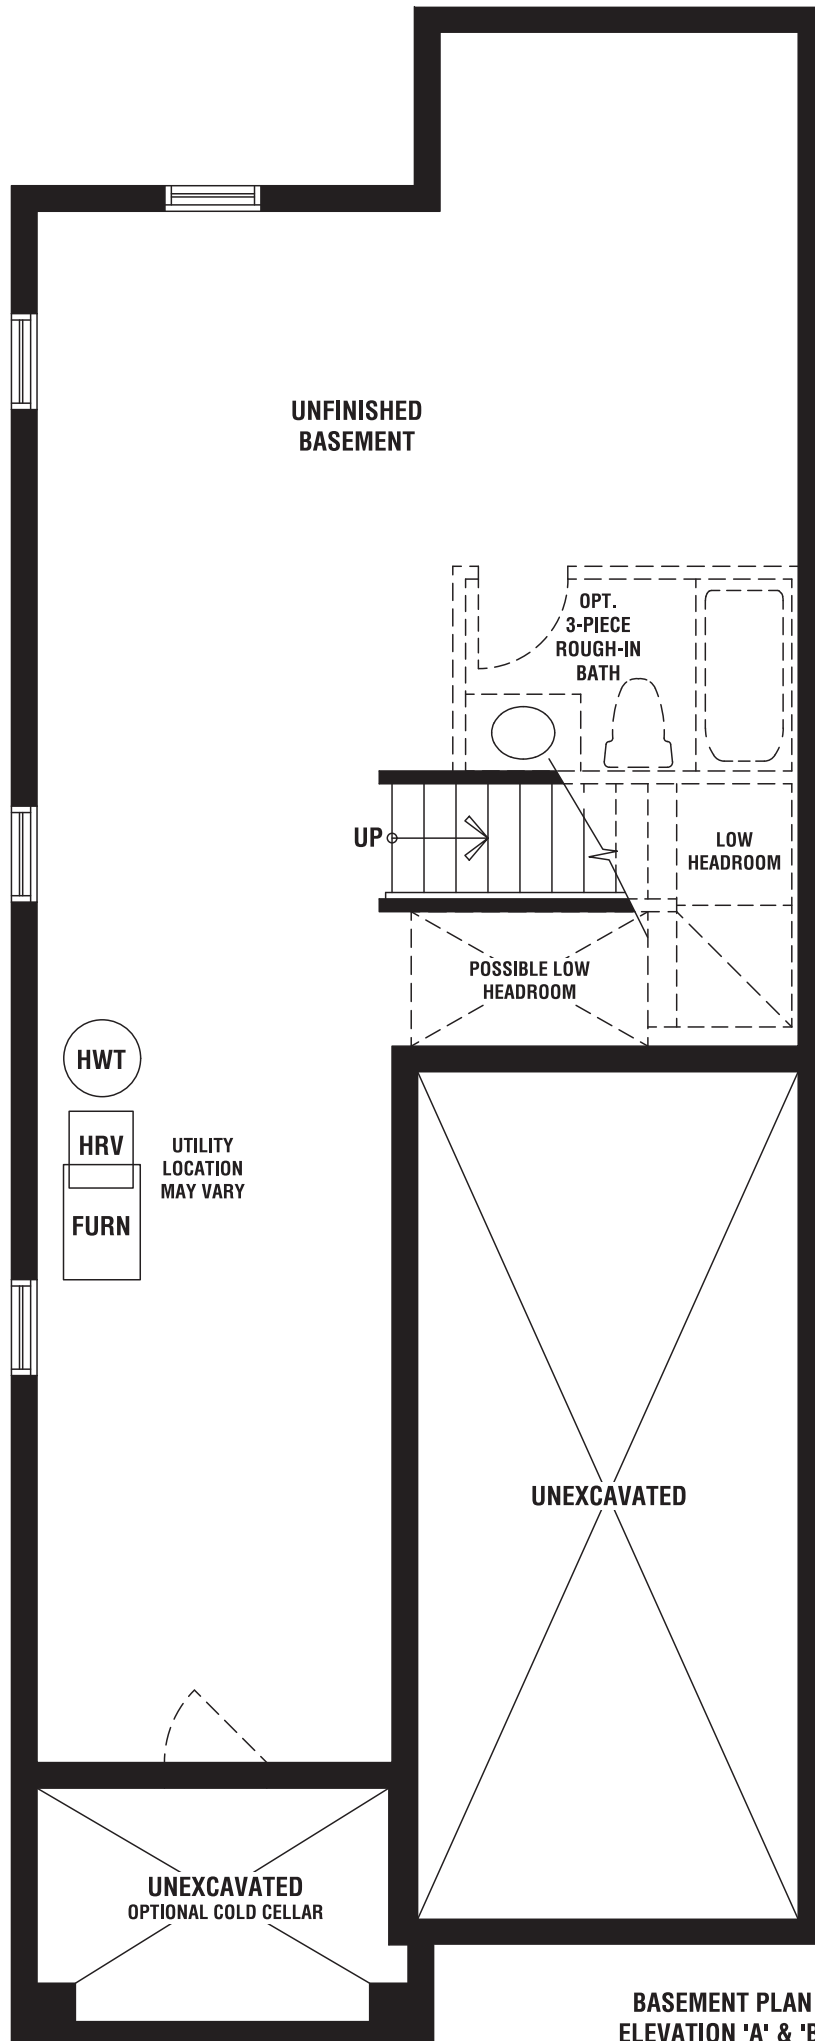 UNFINISHED
BASEMENT
OPT.
3-PIECE
ROUGH-IN
BATH
UP
LOW
HEADROOM
POSSIBLE LOW
HEADROOM
HWT
HRV
FURN
UTILITY
LOCATION
MAY VARY
UNEXCAVATED
UNEXCAVATED
OPTIONAL COLD CELLAR
BASEMENT PLAN
ELEVATION 'A' & 'B